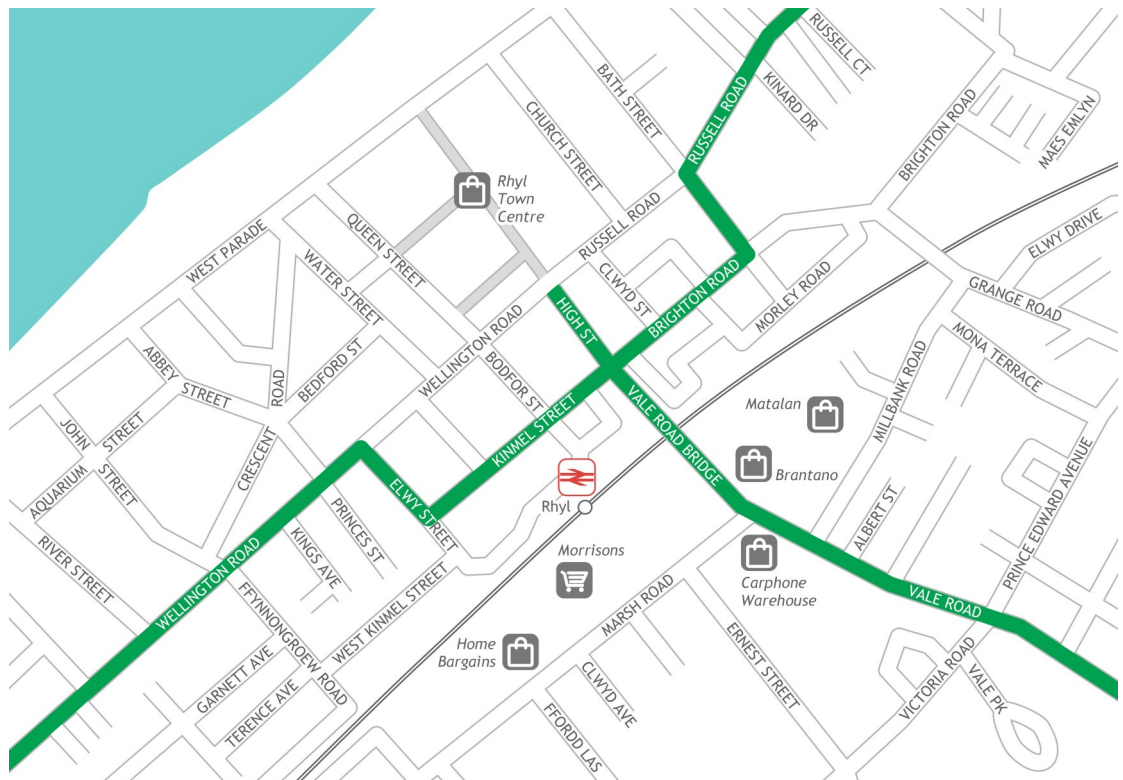 RUSSELL CT
BATH STREET
KINARD DR
RUSSELL ROAD
BRIGHTON ROAD
MAES EMLYN
CHURCH STREET
Rhyl
Town
Centre
QUEEN STREET
WEST PARADE
RUSSELL ROAD
ELWY DRIVE
WATER STREET
CLWYD ST
BRIGHTON ROAD
MORLEY ROAD
GRANGE ROAD
HIGH ST
WELLINGTON ROAD
MONA TERRACE
ABBEY STREET
BEDFORD ST
BODFOR ST
MILLBANK ROAD
Matalan
CRESCENT ROAD
JOHN STREET
AQUARIUM STREET
KINMEL STREET
VALE ROAD BRIDGE
Brantano
ELWY STREET
Rhyl
ALBERT ST
PRINCE EDWARD AVENUE
RIVER STREET
PRINCES ST
KINGS AVE
WELLINGTON ROAD
Morrisons
Carphone
Warehouse
VALE ROAD
MARSH ROAD
WEST KINMEL STREET
FFYNNONGROEW ROAD
Home
Bargains
ERNEST STREET
GARNETT AVE
TERENCE AVE
CLWYD AVE
FFORDD LAS
VICTORIA ROAD
VALE PK